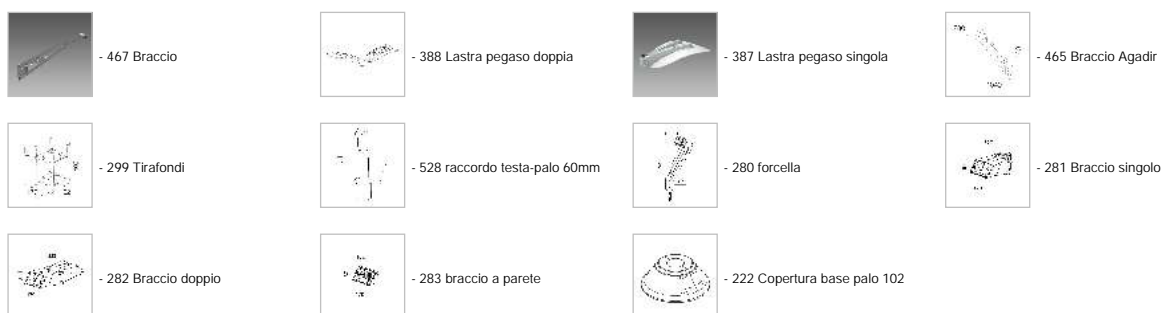 - 467 Braccio
- 388 Lastra pegaso doppia
- 387 Lastra pegaso singola
- 465 Braccio Agadir
- 299 Tirafondi
- 528 raccordo testa-palo 60mm
- 280 forcella
- 281 Braccio singolo
- 282 Braccio doppio
- 283 braccio a parete
- 222 Copertura base palo 102